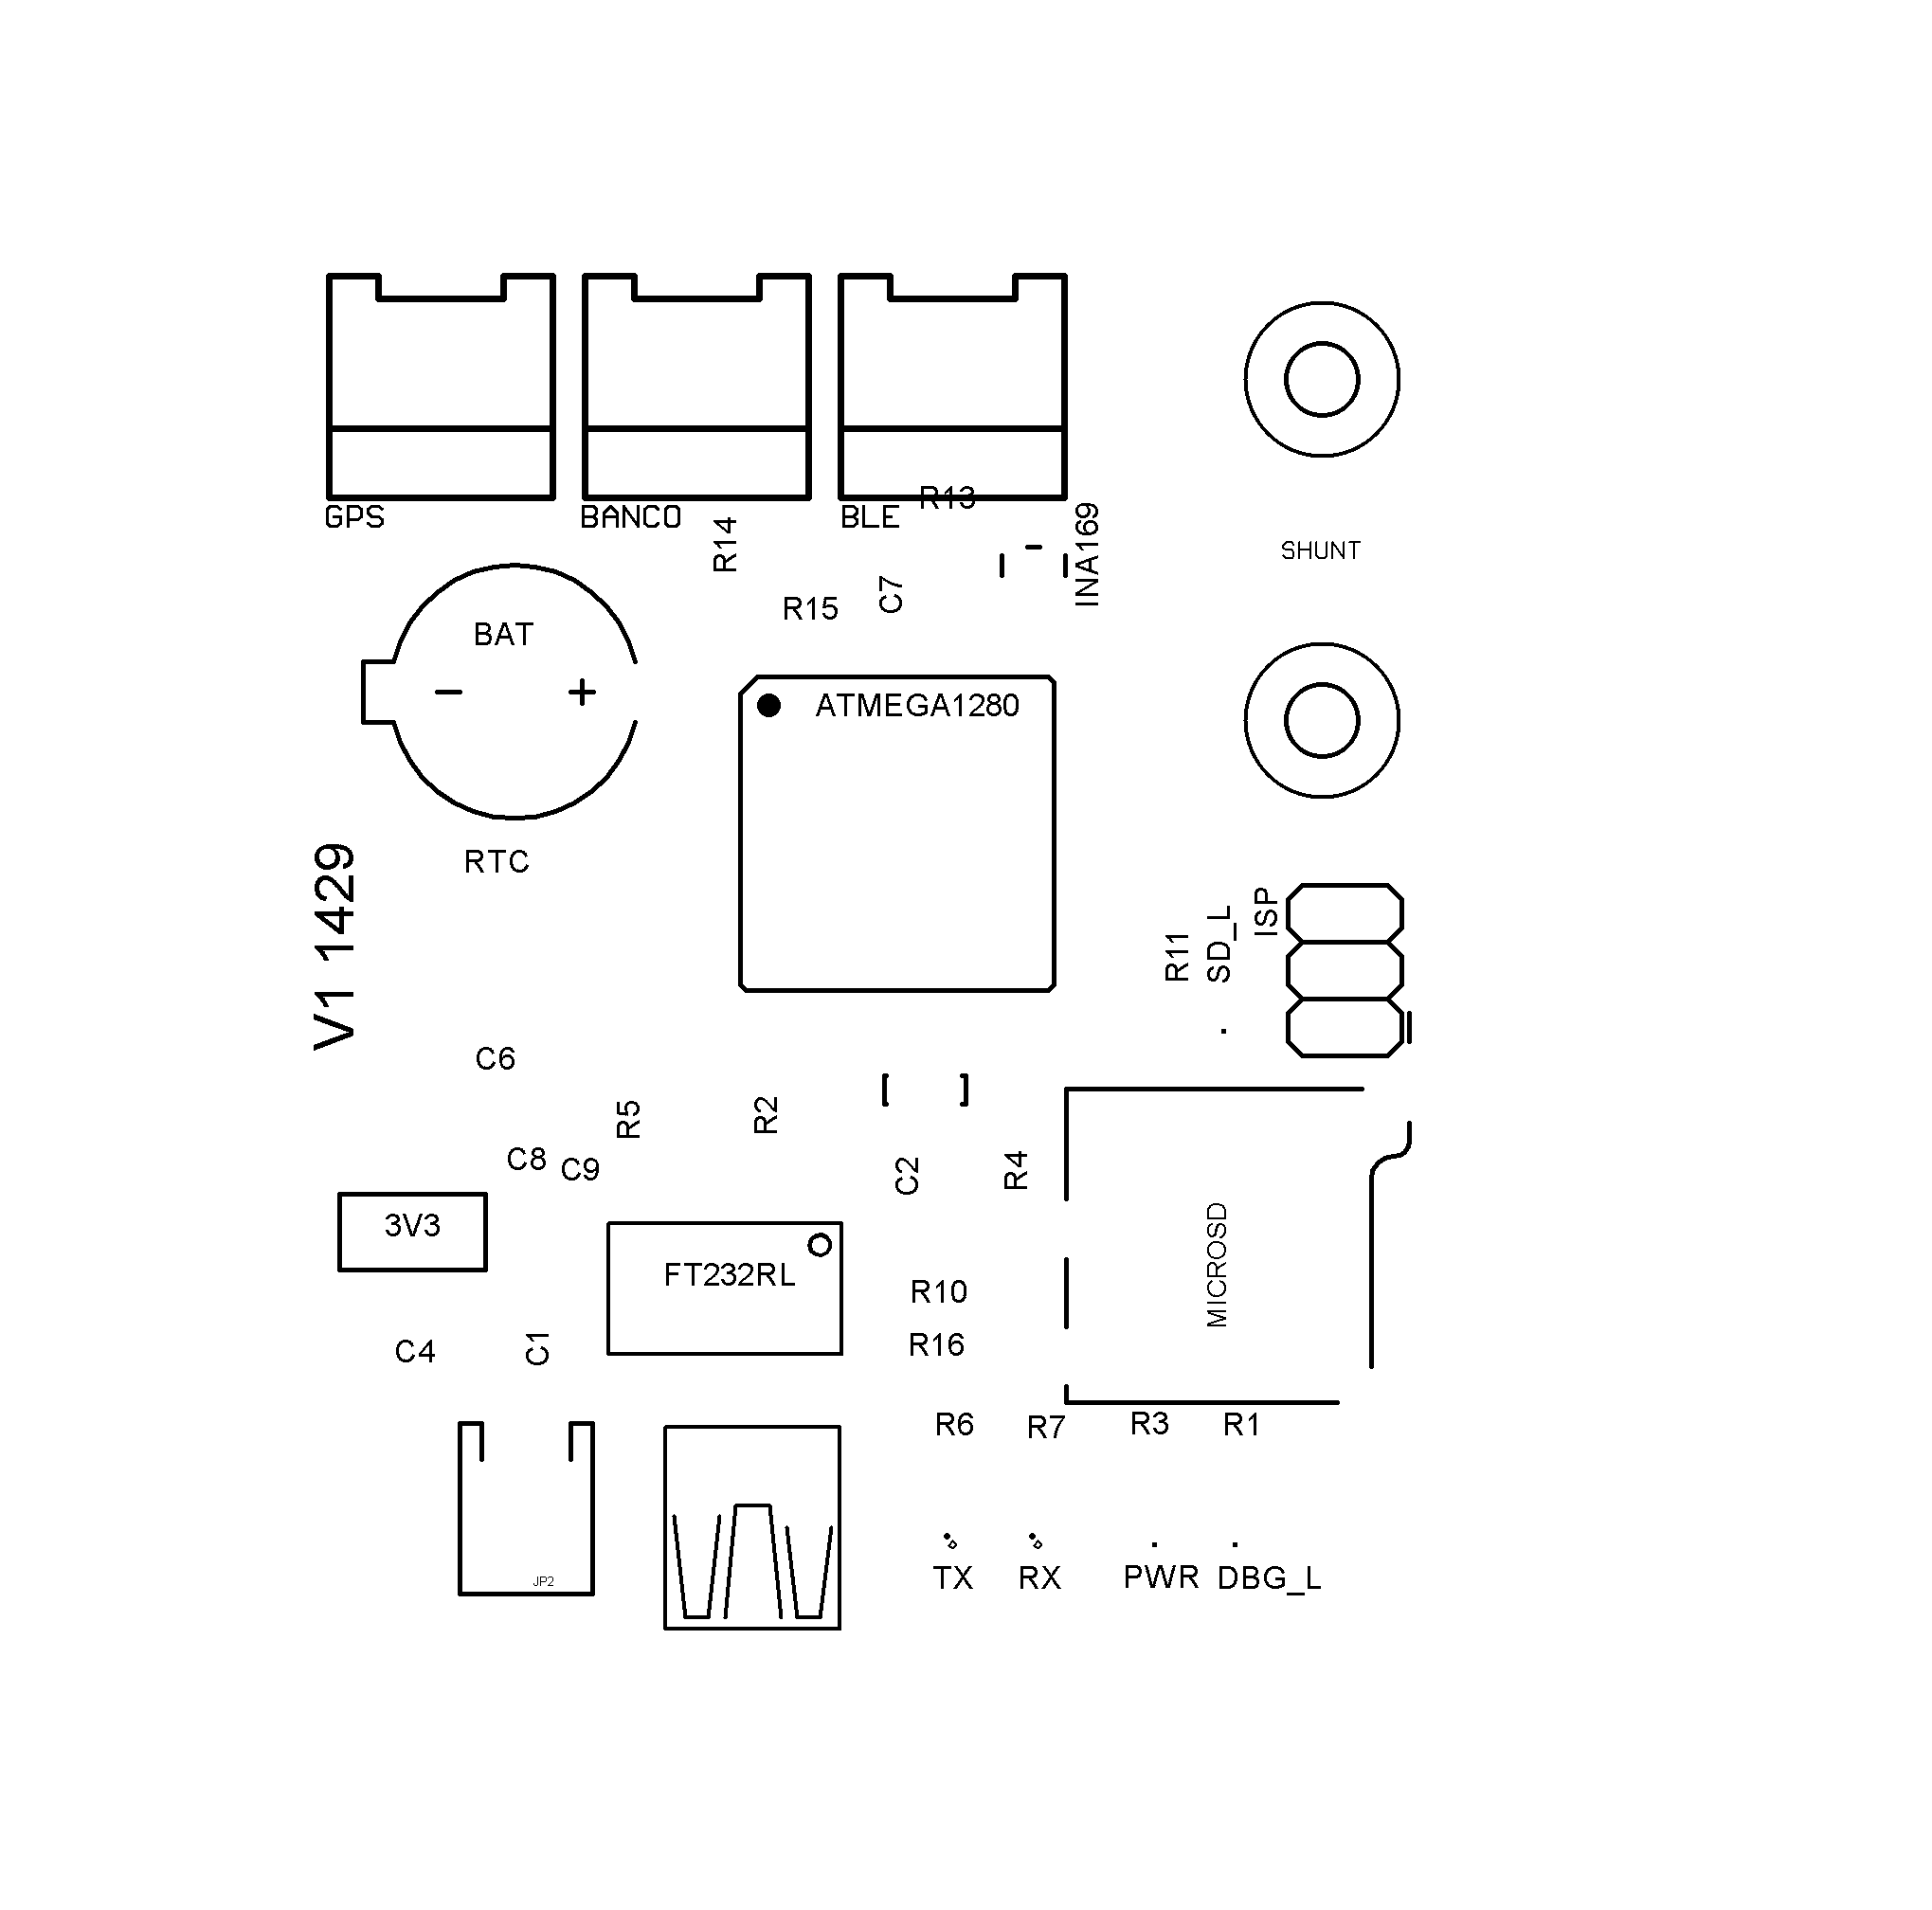 R13
GPS
BANCO
BLE
R14
INA169
SHUNT
R15
C7
BAT
- +
ATMEGA1280
RTC
V1 1429
ISP
SD_L
R11
C6
R5
R2
C8
C9
C2
R4
3V3
MICROSD
FT232RL
R10
R16
C4
C1
R6
R7
R3
R1
JP2
TX
RX
PWR
DBG_L